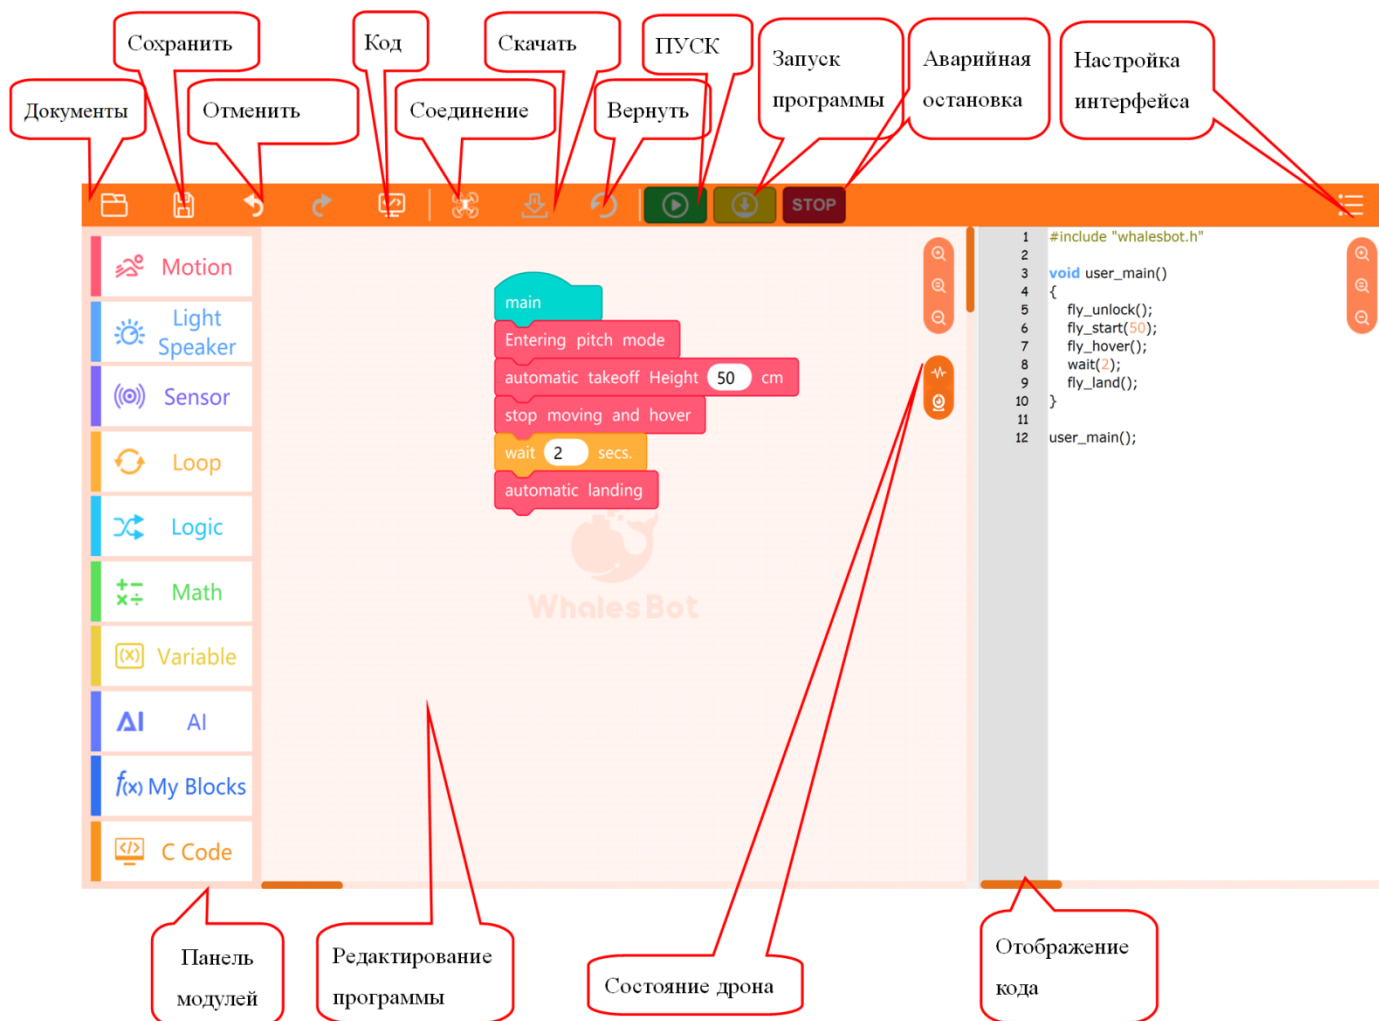 Сохранить
Код
Скачать
ПУСК
Запуск
программы
Аварийная
остановка
Настройка
интерфейса
Документы
Отменить
Соединение
Вернуть
STOP
Motion
Light
Speaker
Sensor
Loop
Logic
Math
Variable
AI AI
f(x) My Blocks
C Code
main
Entering pitch mode
automatic takeoff Height 50 cm
stop moving and hover
wait 2 secs.
automatic landing
WhalesBot
1 #include "whalesbot.h"
2
3 void user_main()
4 {
5 fly_unlock();
6 fly_start(50);
7 fly_hover();
8 wait(2);
9 fly_land();
10 }
11
12 user_main();
Панель
модулей
Редактирование
программы
Состояние дрона
Отображение
кода